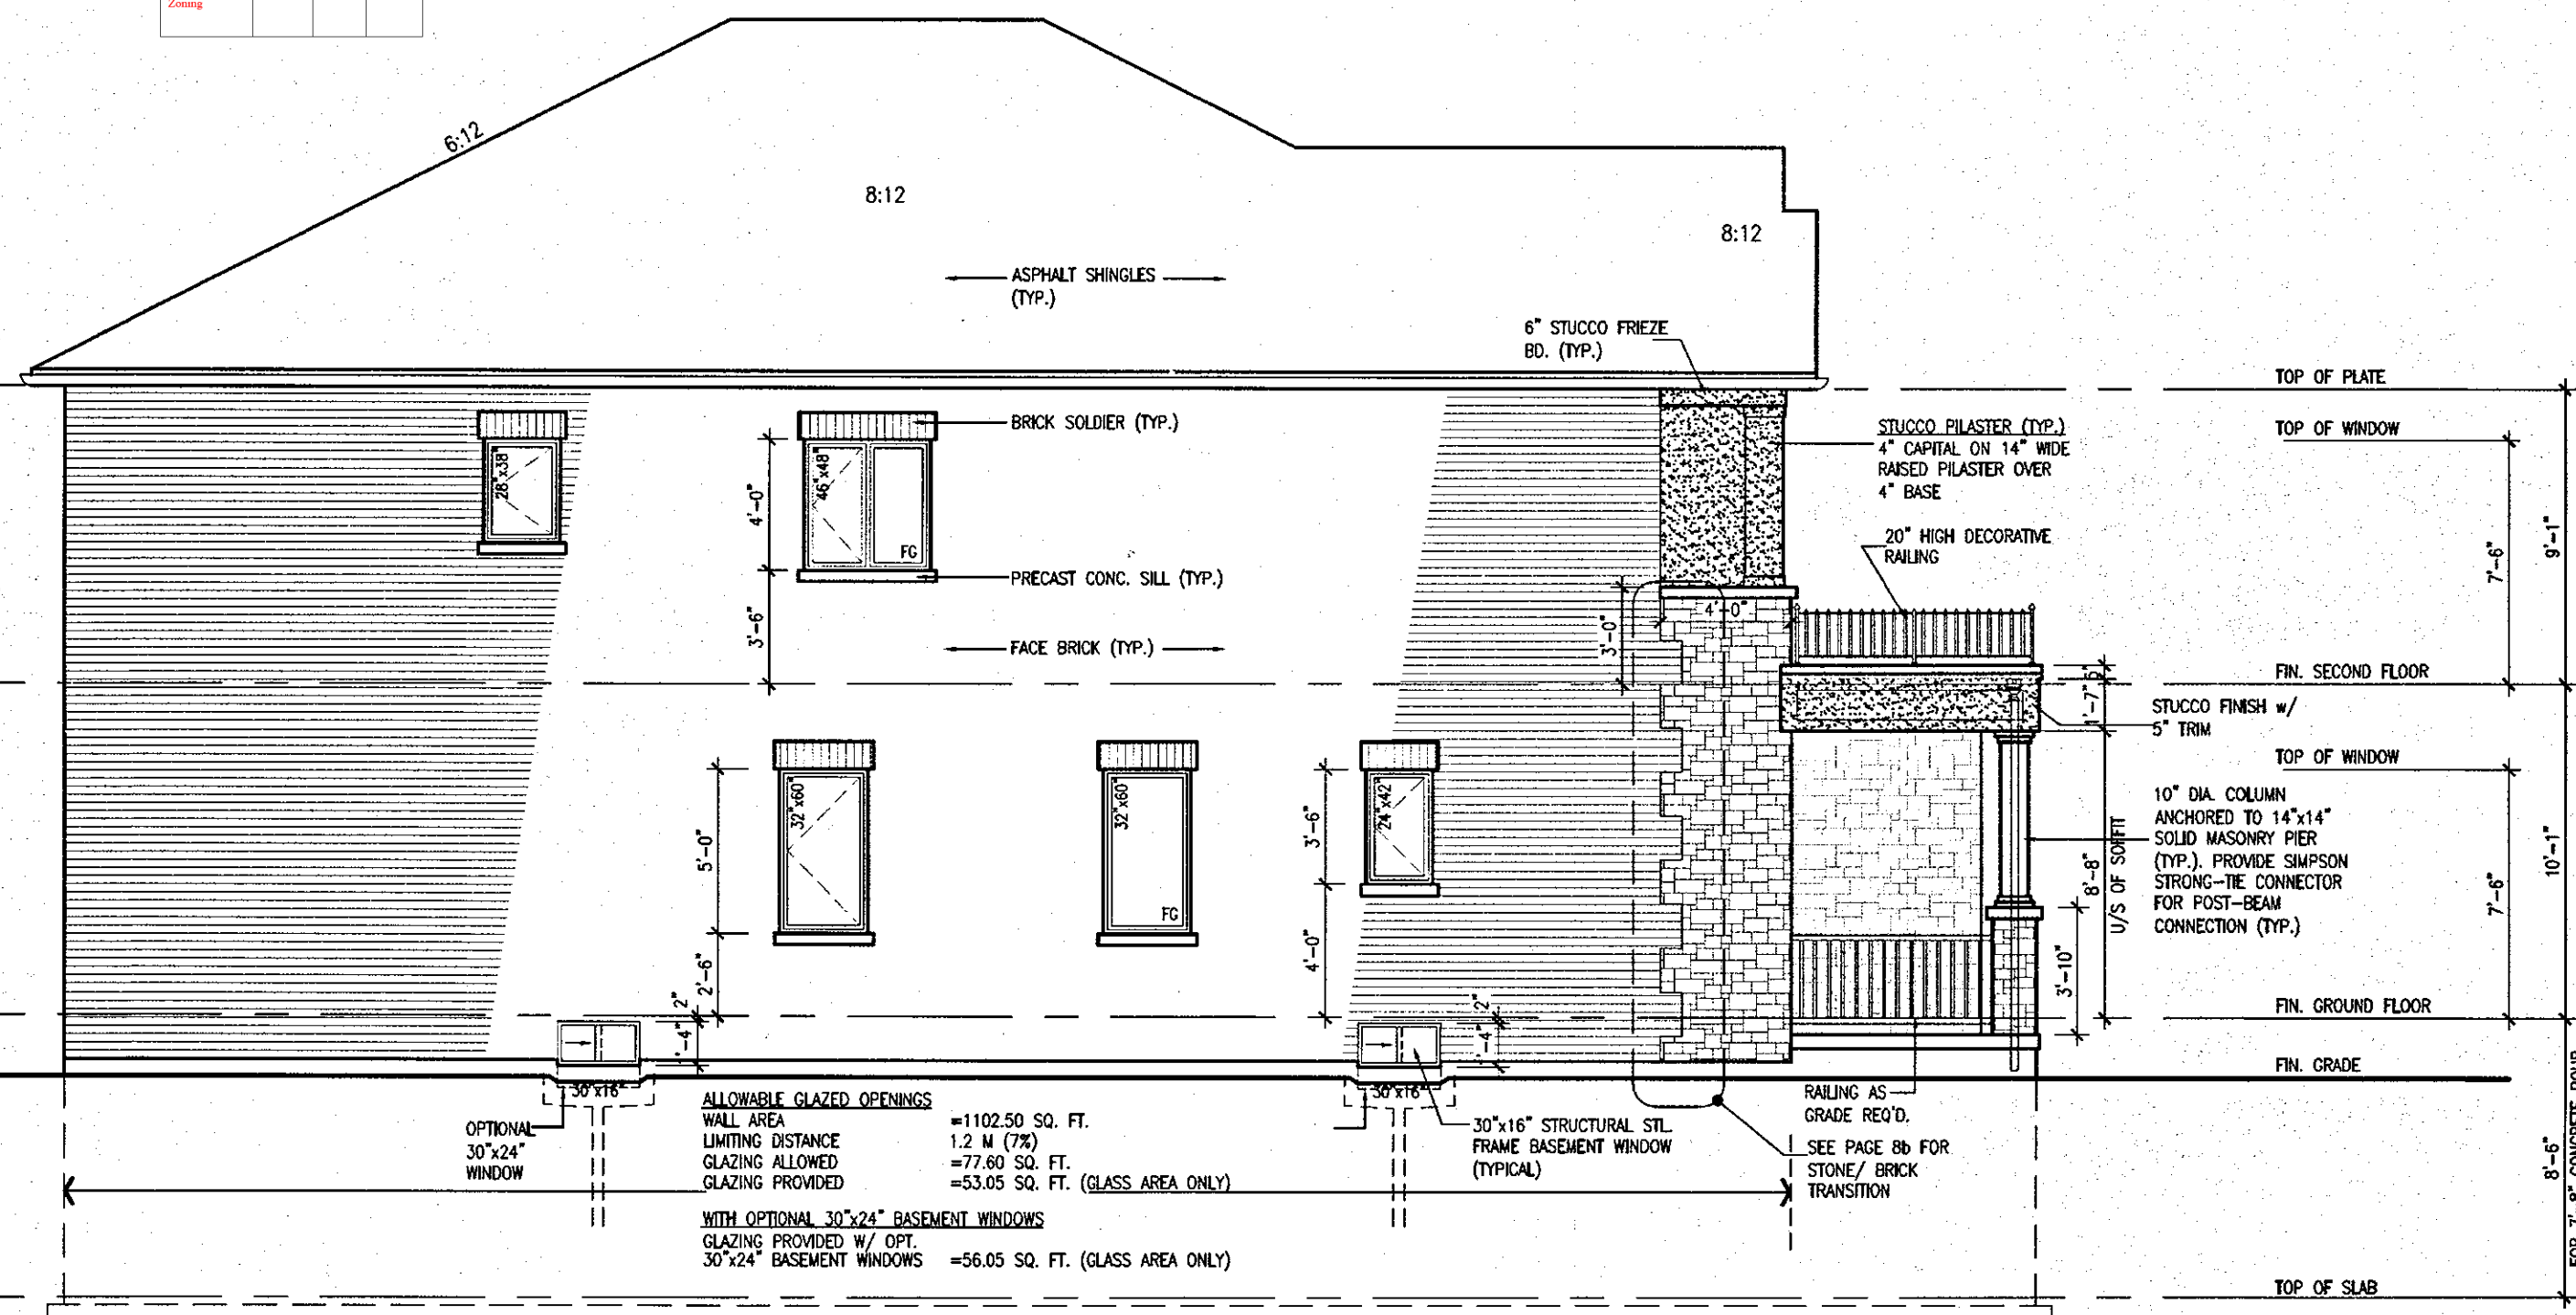 Zoning
6:12
8:12
8:12
ASPHALT SHINGLES
(TYP.)
6" STUCCO FRIEZE
BD. (TYP.)
TOP OF PLATE
BRICK SOLDIER (TYP.)
STUCCO PILASTER (TYP.)
4" CAPITAL ON 14" WIDE
RAISED PILASTER OVER
4" BASE
TOP OF WINDOW
28"x38"
46"x48"
FG
4'-0"
3'-6"
PRECAST CONC. SILL (TYP.)
20" HIGH DECORATIVE
RAILING
7'-6"
9'-1"
4'-0"
3'-0"
FACE BRICK (TYP.)
FIN. SECOND FLOOR
1'-7"
STUCCO FINISH w/
5" TRIM
TOP OF WINDOW
32"x60"
32"x60"
FG
24"x42"
5'-0"
2'-6"
3'-6"
4'-0"
10" DIA. COLUMN
ANCHORED TO 14"x14"
SOLID MASONRY PIER
(TYP.). PROVIDE SIMPSON
STRONG-TIE CONNECTOR
FOR POST-BEAM
CONNECTION (TYP.)
8'-8"
U/S OF SOFFIT
3'-10"
7'-6"
10'-1"
2"
2"
FIN. GROUND FLOOR
FIN. GRADE
30"x16"
30"x16"
OPTIONAL
30"x24"
WINDOW
ALLOWABLE GLAZED OPENINGS
WALL AREA =1102.50 SQ. FT.
LIMITING DISTANCE 1.2 M (7%)
GLAZING ALLOWED =77.60 SQ. FT.
GLAZING PROVIDED =53.05 SQ. FT. (GLASS AREA ONLY)
WITH OPTIONAL 30"x24" BASEMENT WINDOWS
GLAZING PROVIDED W/ OPT.
30"x24" BASEMENT WINDOWS =56.05 SQ. FT. (GLASS AREA ONLY)
30"x16" STRUCTURAL STL.
FRAME BASEMENT WINDOW
(TYPICAL)
RAILING AS
GRADE REQ'D.
SEE PAGE 8b FOR
STONE/ BRICK
TRANSITION
8'-6"
TOP OF SLAB